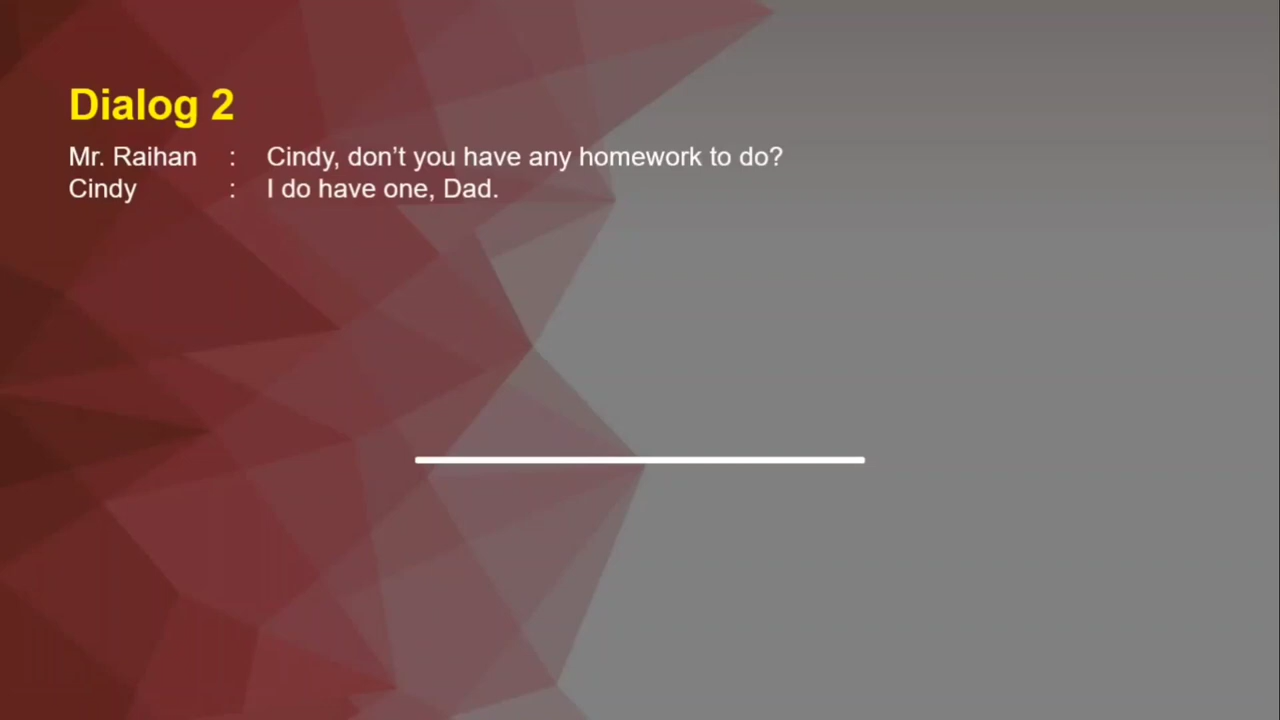 Dialog 2
Mr. Raihan : Cindy, don’t you have any homework to do?
Cindy : I do have one, Dad.